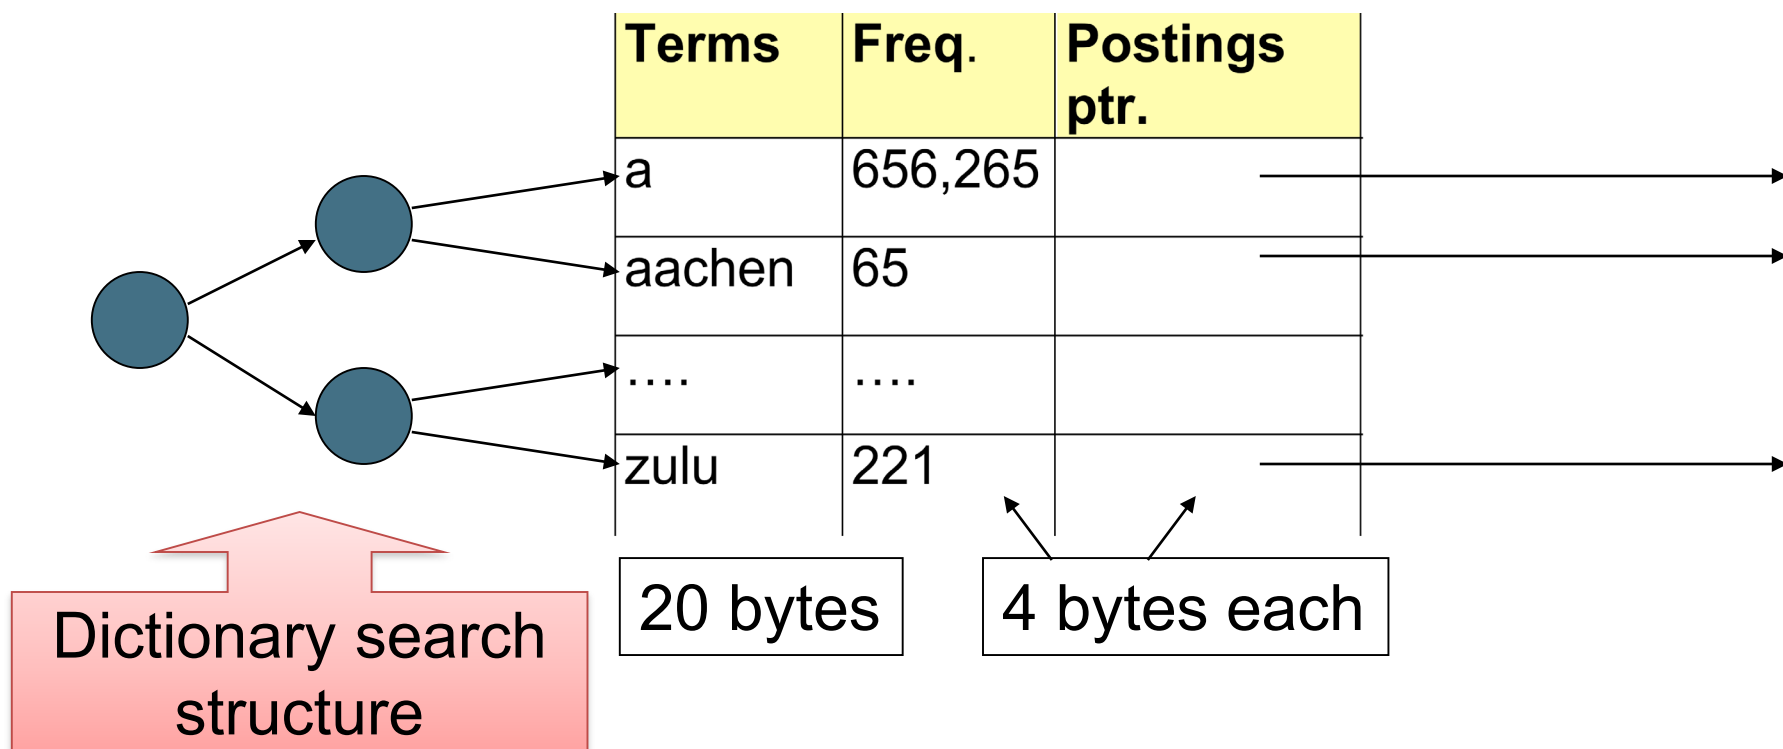 Terms Freq. Postings
ptr.
a 656,265
aachen 65
.... ....
zulu 221
20 bytes 4 bytes each
Dictionary search
structure